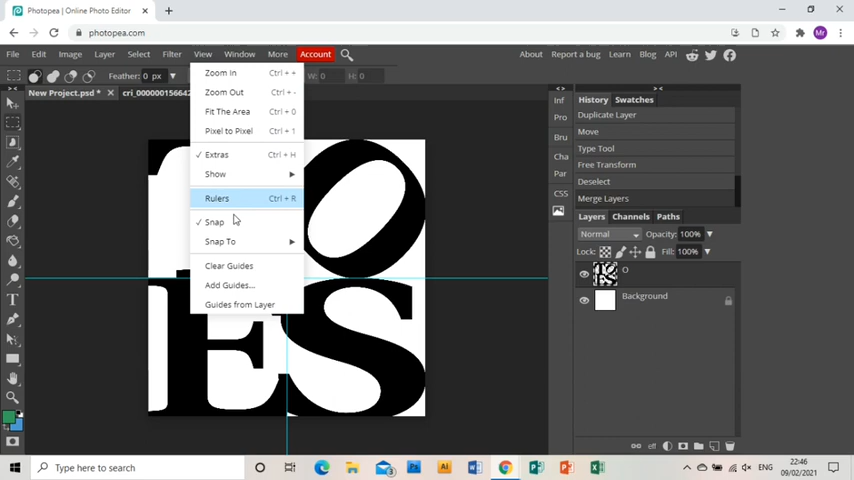 Photopea | Online Photo Editor
photopea.com
File Edit Image Layer Select Filter View Window More Account
About Report a bug Learn Blog API
Feather: 0 px W: 0 H: 0
New Project.psd *
Zoom In Ctrl + +
Zoom Out Ctrl + -
Fit The Area Ctrl + 0
Pixel to Pixel Ctrl + 1
Extras Ctrl + H
Show
Rulers Ctrl + R
Snap
Snap To
Clear Guides
Add Guides...
Guides from Layer
O
ES
Inf
Pro
Bru
Cha
Par
CSS
History Swatches
Duplicate Layer
Move
Type Tool
Free Transform
Deselect
Merge Layers
Layers Channels Paths
Normal Opacity: 100%
Lock: Fill: 100%
O
Background
Type here to search
ENG
22:46
09/02/2021